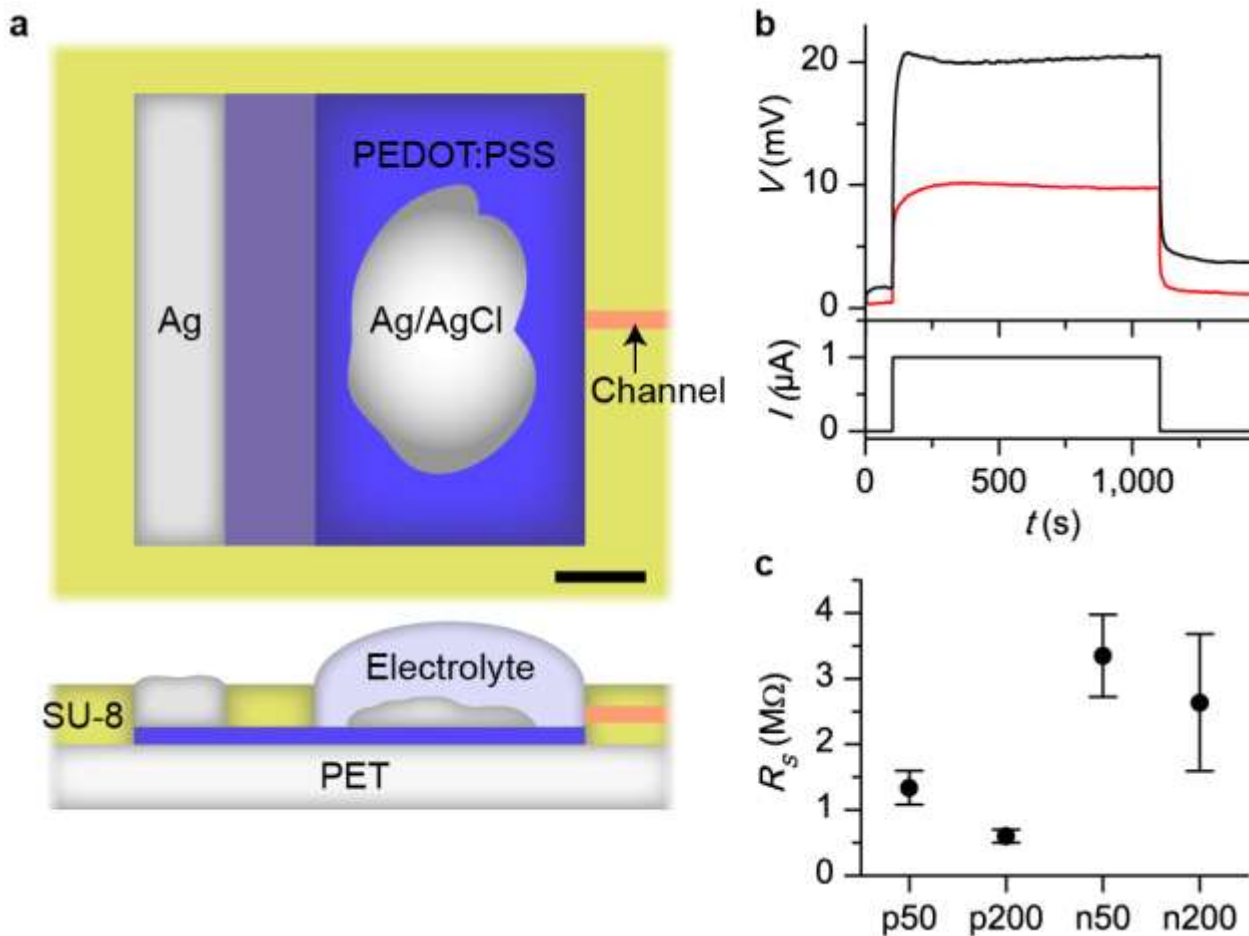 a
PEDOT:PSS
Ag
Ag/AgCl
Channel
Electrolyte
SU-8
PET
b
20
10
0
V (mV)
1
0
I (µA)
0
500
1,000
t (s)
c
4
3
2
1
0
Rs (MΩ)
p50
p200
n50
n200